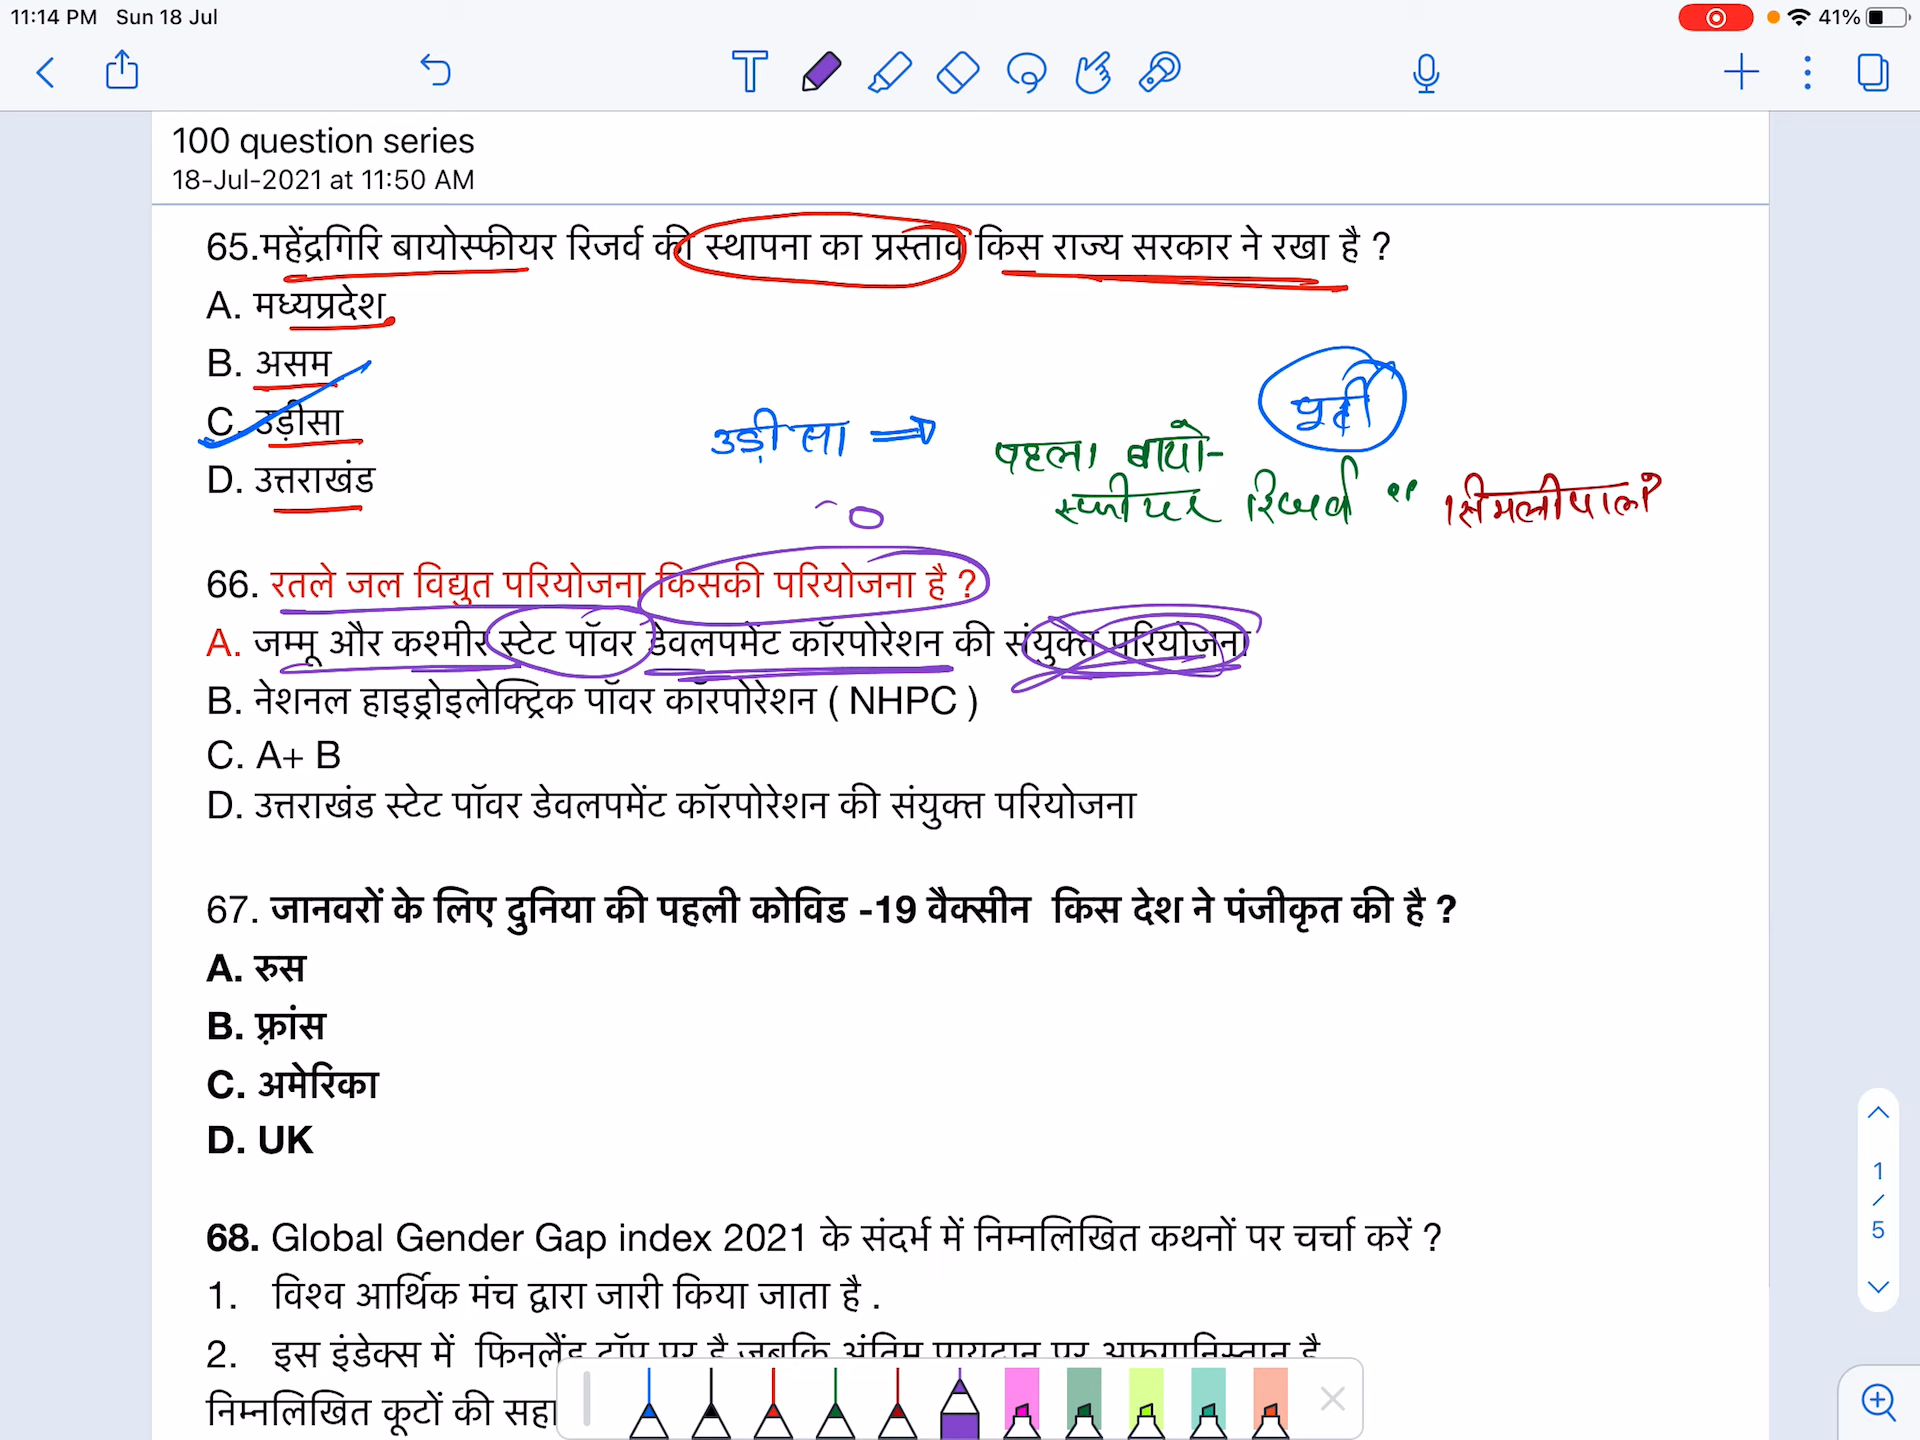 11:14 PM Sun 18 Jul
41%
100 question series
18-Jul-2021 at 11:50 AM
65.महेंद्रगिरि बायोस्फीयर रिजर्व की स्थापना का प्रस्ताव किस राज्य सरकार ने रखा है ?
A. मध्यप्रदेश
B. असम
C. उड़ीसा
D. उत्तराखंड
उड़ीसा ⇒
पूर्वी
पहला बायो-
स्फीयर रिजर्व " सिमलीपाल"
66. रतले जल विद्युत परियोजना किसकी परियोजना है ?
A. जम्मू और कश्मीर स्टेट पॉवर डेवलपमेंट कॉरपोरेशन की संयुक्त परियोजना
B. नेशनल हाइड्रोइलेक्ट्रिक पॉवर कॉरपोरेशन ( NHPC )
C. A+ B
D. उत्तराखंड स्टेट पॉवर डेवलपमेंट कॉरपोरेशन की संयुक्त परियोजना
67. जानवरों के लिए दुनिया की पहली कोविड -19 वैक्सीन किस देश ने पंजीकृत की है ?
A. रुस
B. फ़्रांस
C. अमेरिका
D. UK
68. Global Gender Gap index 2021 के संदर्भ में निम्नलिखित कथनों पर चर्चा करें ?
1. विश्व आर्थिक मंच द्वारा जारी किया जाता है .
2. इस इंडेक्स में फिनलैंड टॉप पर है जबकि अंतिम पायदान पर अफगानिस्तान है
निम्नलिखित कूटों की सहा
1
/
5